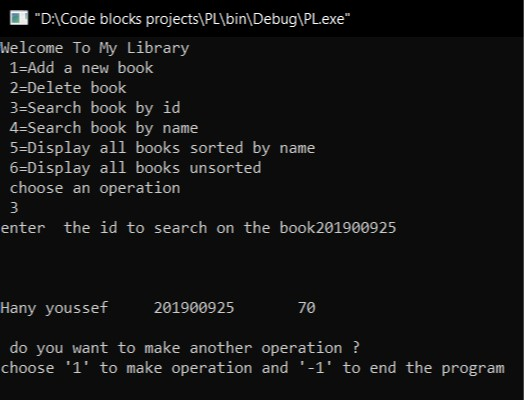 "D:\Code blocks projects\PL\bin\Debug\PL.exe"
Welcome To My Library
1=Add a new book
2=Delete book
3=Search book by id
4=Search book by name
5=Display all books sorted by name
6=Display all books unsorted
choose an operation
3
enter  the id to search on the book201900925
Hany youssef     201900925       70
do you want to make another operation ?
choose '1' to make operation and '-1' to end the program